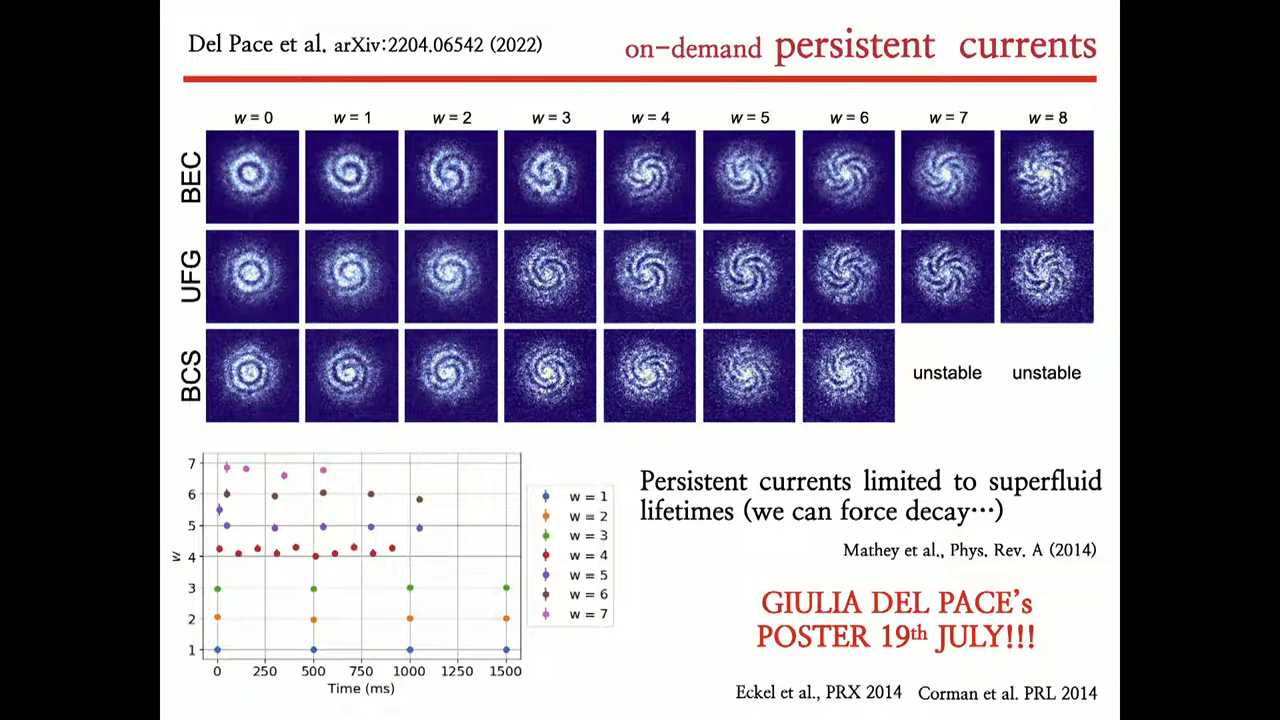 Del Pace et al. arXiv:2204.06542 (2022)
on-demand persistent currents
w = 0 w = 1 w = 2 w = 3 w = 4 w = 5 w = 6 w = 7 w = 8
BEC
UFG
BCS
unstable unstable
7
6
5
4
3
2
1
w
0 250 500 750 1000 1250 1500
Time (ms)
w = 1
w = 2
w = 3
w = 4
w = 5
w = 6
w = 7
Persistent currents limited to superfluid
lifetimes (we can force decay…)
Mathey et al., Phys. Rev. A (2014)
GIULIA DEL PACE's
POSTER 19th JULY!!!
Eckel et al., PRX 2014 Corman et al. PRL 2014